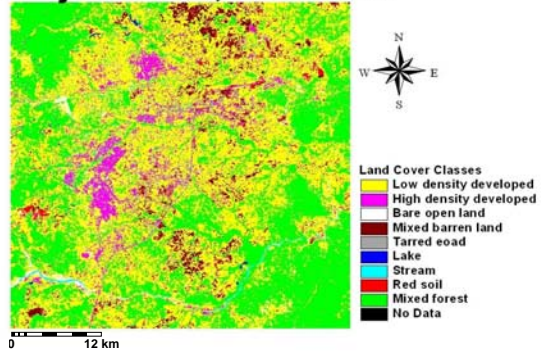 N
W E
S
Land Cover Classes
Low density developed
High density developed
Bare open land
Mixed barren land
Tarred eoad
Lake
Stream
Red soil
Mixed forest
No Data
0 12 km